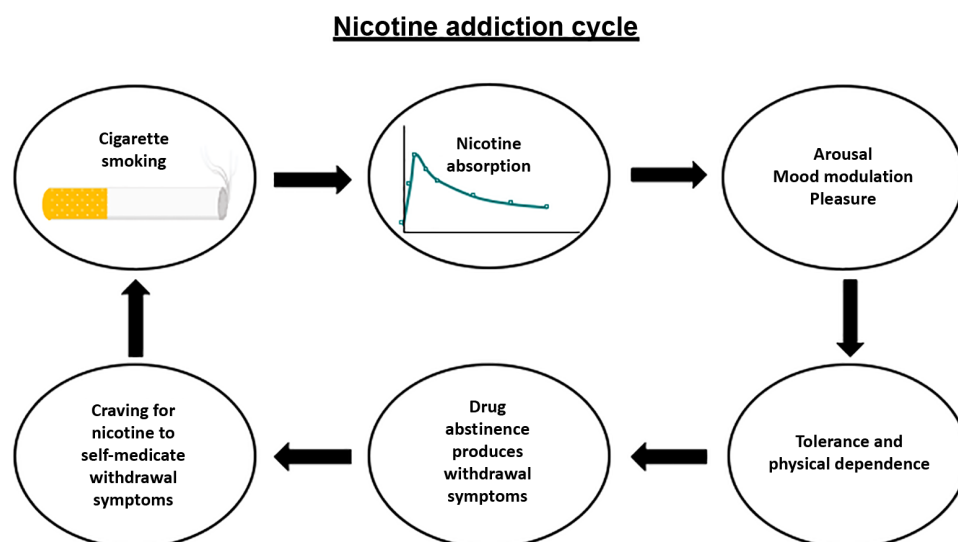 Nicotine addiction cycle
Cigarette
smoking
Nicotine
absorption
Arousal
Mood modulation
Pleasure
Tolerance and
physical dependence
Drug
abstinence
produces
withdrawal
symptoms
Craving for
nicotine to
self-medicate
withdrawal
symptoms